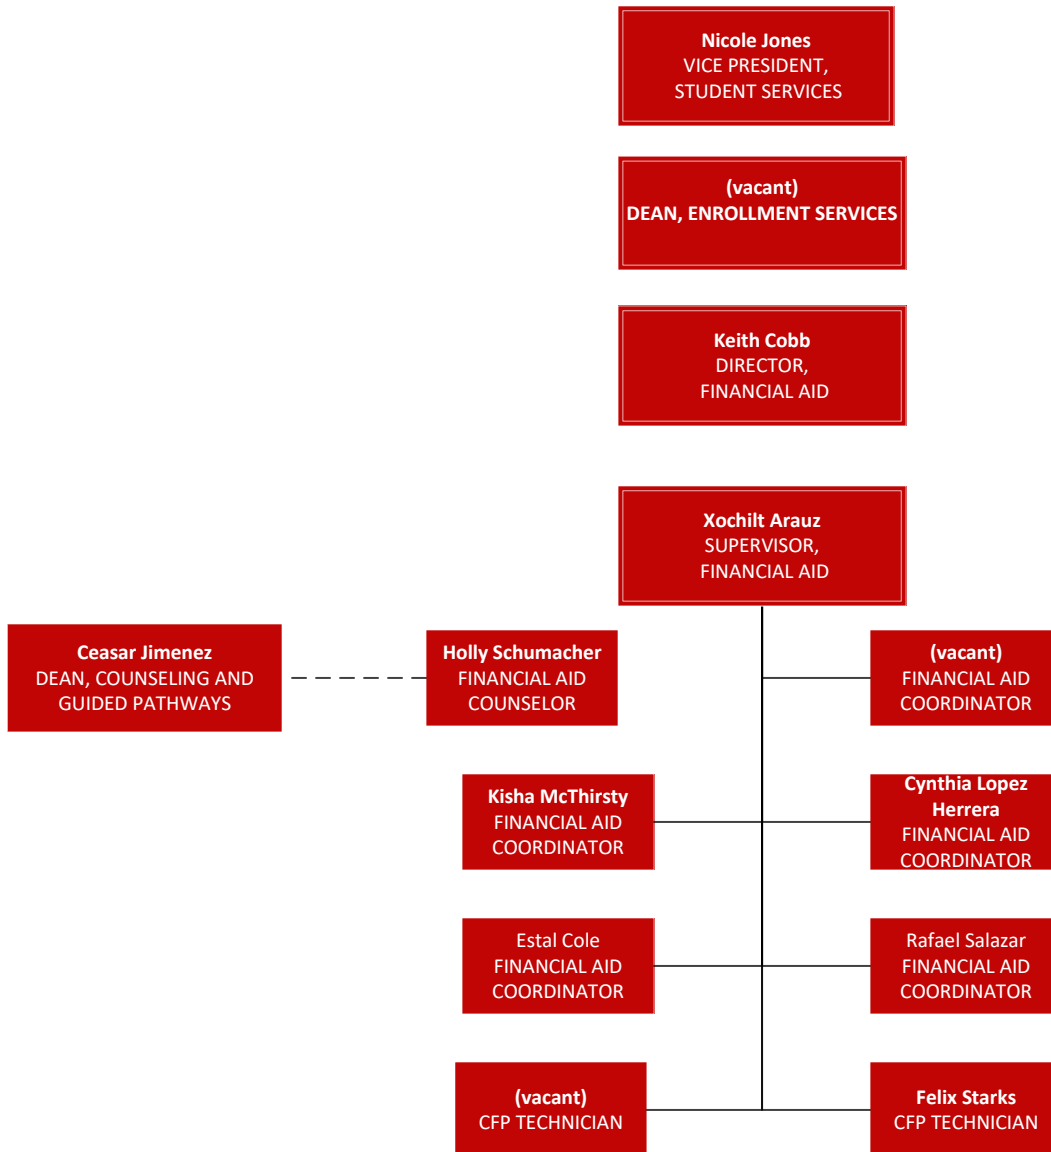 Nicole Jones
VICE PRESIDENT,
STUDENT SERVICES
(vacant)
DEAN, ENROLLMENT SERVICES
Keith Cobb
DIRECTOR,
FINANCIAL AID
Xochilt Arauz
SUPERVISOR,
FINANCIAL AID
Ceasar Jimenez
DEAN, COUNSELING AND
GUIDED PATHWAYS
Holly Schumacher
FINANCIAL AID
COUNSELOR
(vacant)
FINANCIAL AID
COORDINATOR
Kisha McThirsty
FINANCIAL AID
COORDINATOR
Cynthia Lopez
Herrera
FINANCIAL AID
COORDINATOR
Estal Cole
FINANCIAL AID
COORDINATOR
Rafael Salazar
FINANCIAL AID
COORDINATOR
(vacant)
CFP TECHNICIAN
Felix Starks
CFP TECHNICIAN